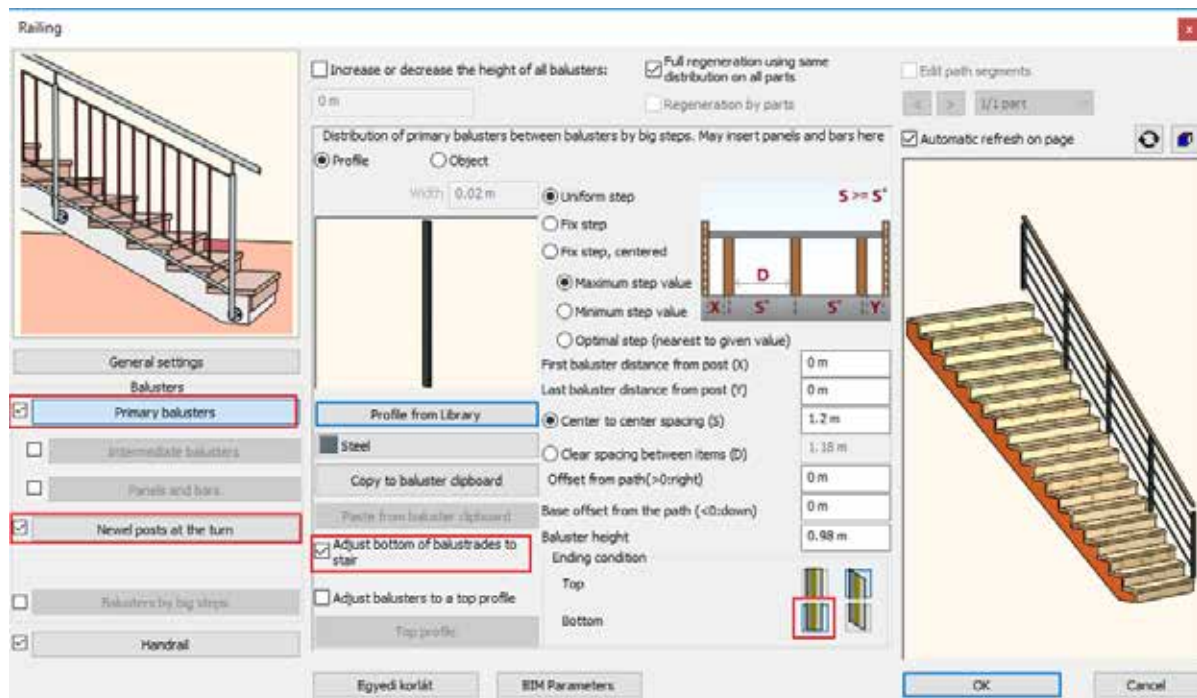 Railing
x
Increase or decrease the height of all balusters:
0 m
Full regeneration using same
distribution on all parts
Regeneration by parts
Edit path segments
< > 1/1 part
Automatic refresh on page
Distribution of primary balusters between balusters by big steps. May insert panels and bars here
Profile
Object
Width 0.02 m
Uniform step
Fix step
Fix step, centered
Maximum step value
Minimum step value
Optimal step (nearest to given value)
S >= S*
D
X S* S* Y
First baluster distance from post (X) 0 m
Last baluster distance from post (Y) 0 m
Center to center spacing (S) 1.2 m
Clear spacing between items (D) 1.18 m
Offset from path(>0:right) 0 m
Base offset from the path (<0:down) 0 m
Baluster height 0.98 m
Ending condition
Top
Bottom
Profile from Library
Steel
Copy to baluster clipboard
Paste from baluster clipboard
Adjust bottom of balustrades to
stair
Adjust balusters to a top profile
Top profile
General settings
Balusters
Primary balusters
Intermediate balusters
Panels and bars
Newel posts at the turn
Balusters by big steps
Handrail
Egyedi korlát
BIM Parameters
OK
Cancel